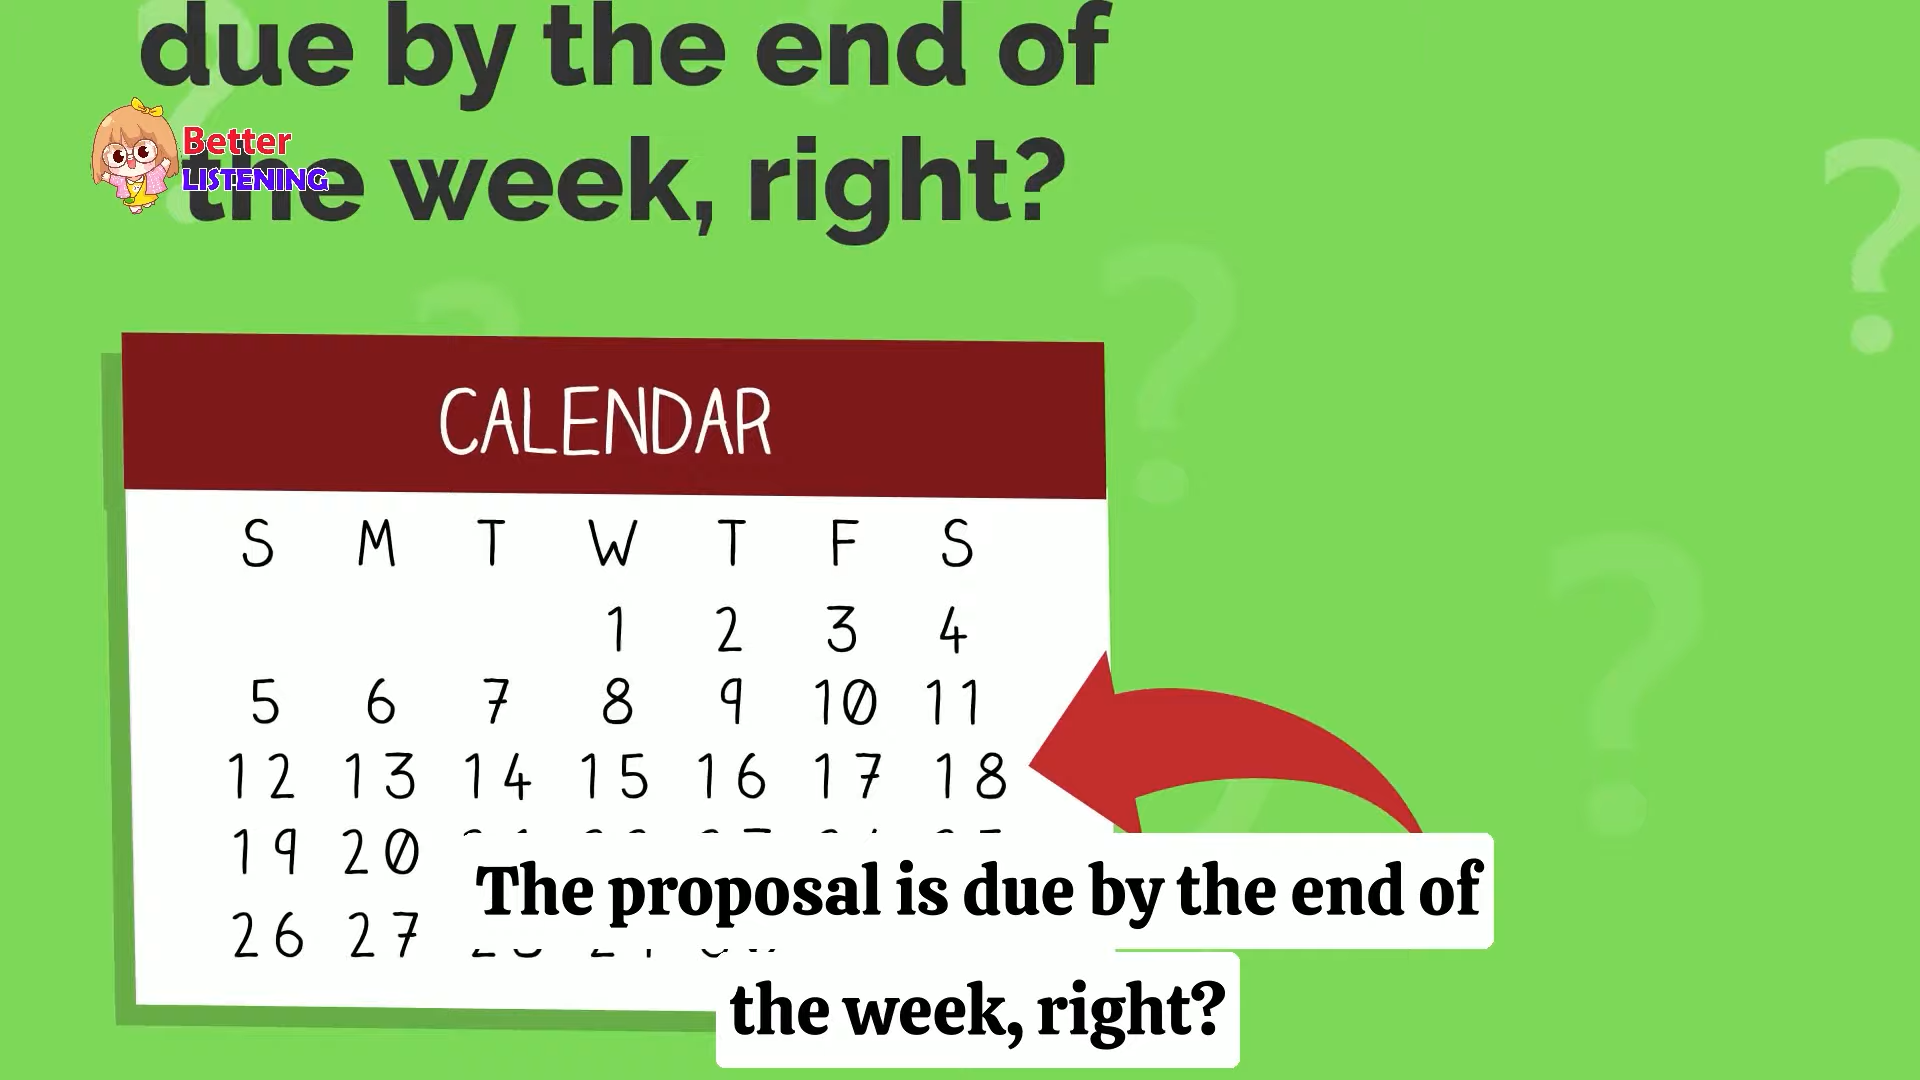 due by the end of
the week, right?
Better
LISTENING
CALENDAR
S M T W T F S
1 2 3 4
5 6 7 8 9 10 11
12 13 14 15 16 17 18
19 20
26 27
The proposal is due by the end of
the week, right?